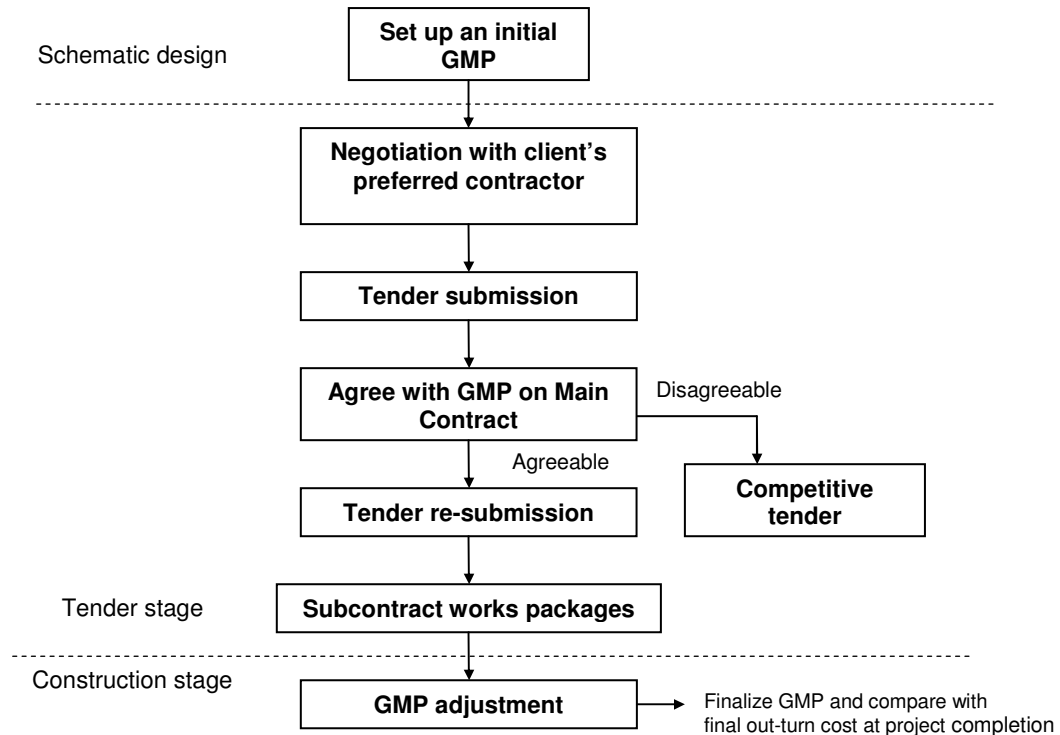 Set up an initial
GMP
Schematic design
Negotiation with client’s
preferred contractor
Tender submission
Agree with GMP on Main
Contract
Disagreeable
Agreeable
Competitive
tender
Tender re-submission
Subcontract works packages
Tender stage
Construction stage
GMP adjustment
Finalize GMP and compare with
final out-turn cost at project completion